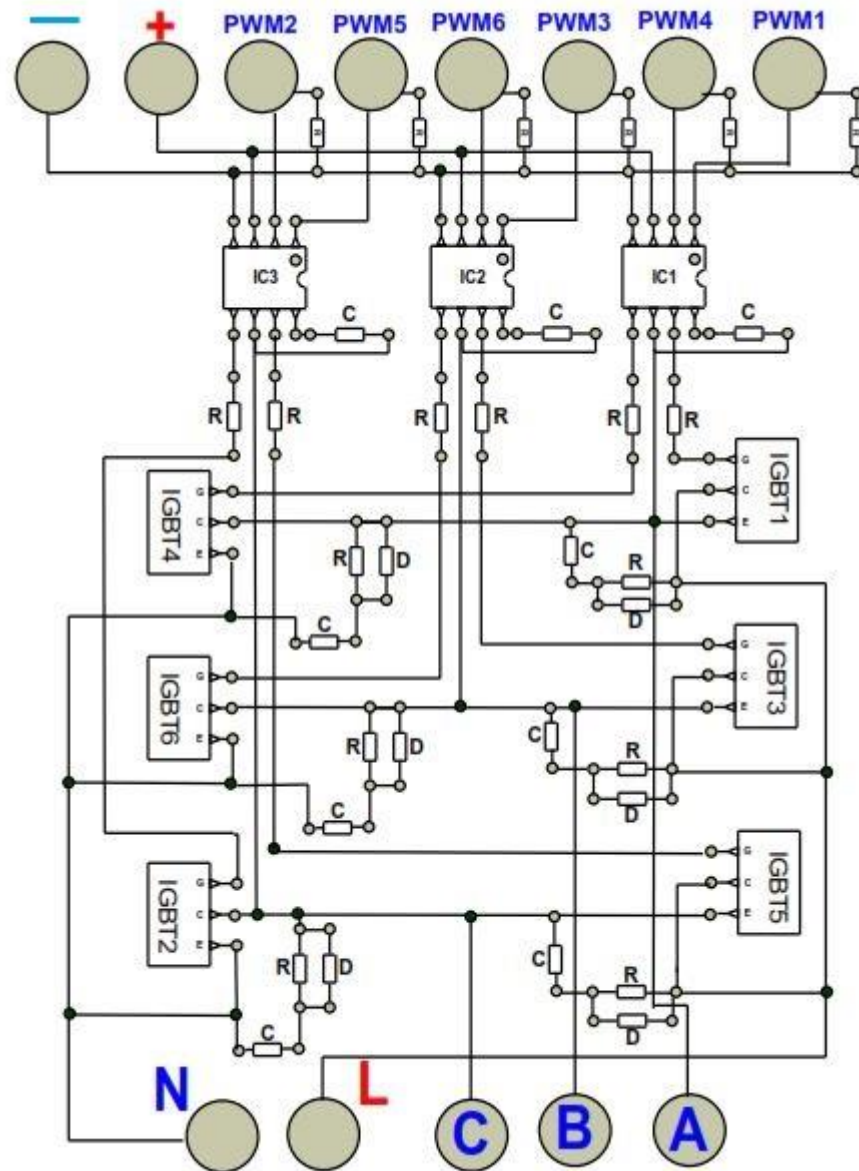 − + PWM2 PWM5 PWM6 PWM3 PWM4 PWM1
R R R R R R
IC3 IC2 IC1
C C C
R R R R R R
IGBT4 G C E
IGBT1 G C E
R D C R D
C
IGBT6 G C E
IGBT3 G C E
R D C R D
C
IGBT2 G C E
IGBT5 G C E
R D C R D
C
N L C B A